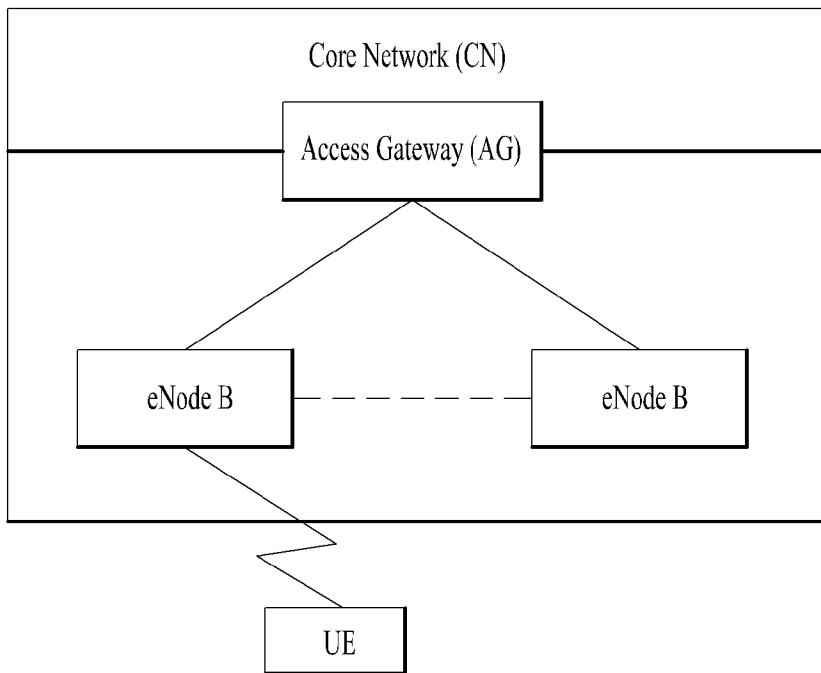 Core Network (CN)
Access Gateway (AG)
eNode B
eNode B
UE